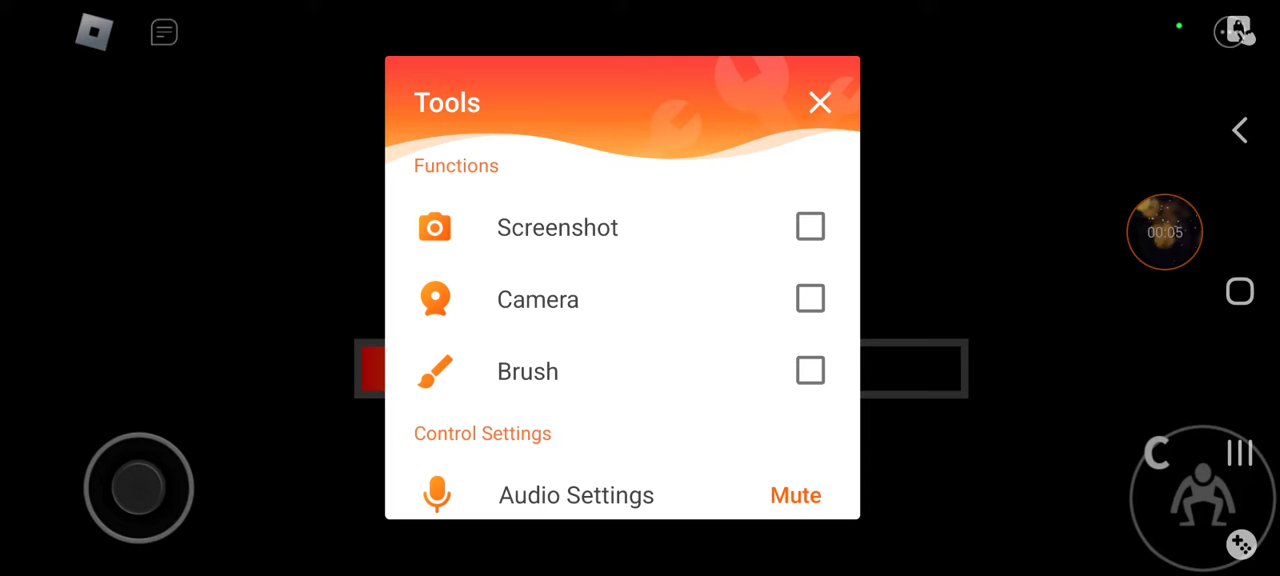 Tools
Functions
Screenshot
Camera
Brush
Control Settings
Audio Settings Mute
00:05
C